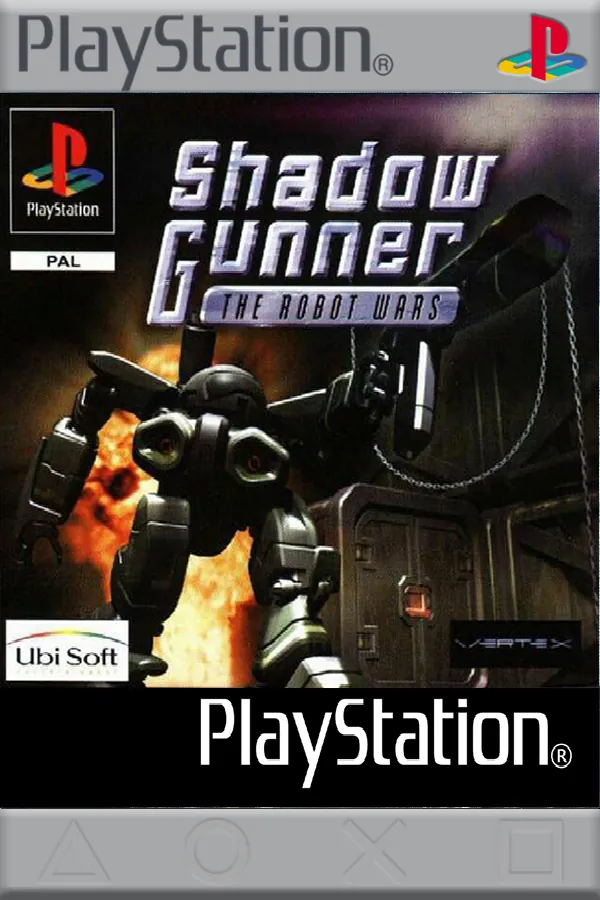 PlayStation®
PlayStation
PAL
Shadow
Gunner
THE ROBOT WARS
Ubi Soft
VERTEX
PlayStation®